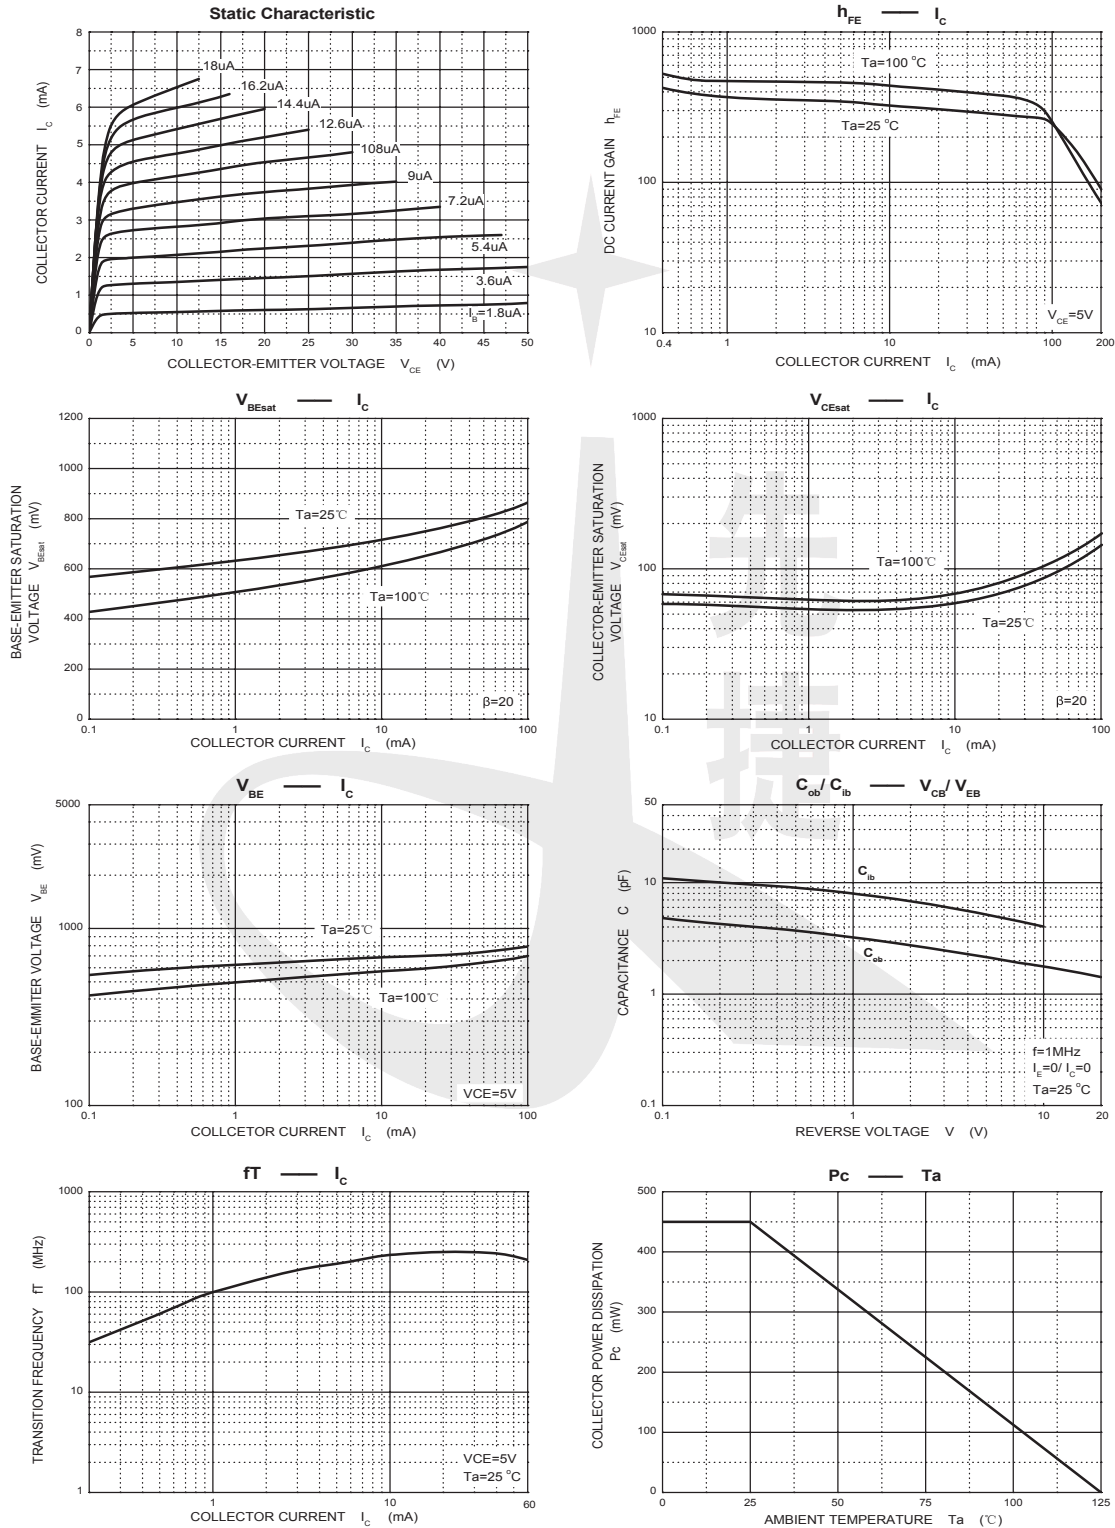 Static Characteristic
COLLECTOR CURRENT I_C (mA)
8
7
6
5
4
3
2
1
0
18uA
16.2uA
14.4uA
12.6uA
108uA
9uA
7.2uA
5.4uA
3.6uA
I_B=1.8uA
0 5 10 15 20 25 30 35 40 45 50
COLLECTOR-EMITTER VOLTAGE V_CE (V)
h_FE —— I_C
DC CURRENT GAIN h_FE
1000
100
10
Ta=100 °C
Ta=25 °C
V_CE=5V
0.4 1 10 100 200
COLLECTOR CURRENT I_C (mA)
V_BEsat —— I_C
BASE-EMITTER SATURATION
VOLTAGE V_BEsat (mV)
1200
1000
800
600
400
200
0
Ta=25℃
Ta=100℃
β=20
0.1 1 10 100
COLLECTOR CURRENT I_C (mA)
V_CEsat —— I_C
COLLECTOR-EMITTER SATURATION
VOLTAGE V_CEsat (mV)
1000
100
10
Ta=100℃
Ta=25℃
β=20
0.1 1 10 100
COLLECTOR CURRENT I_C (mA)
先
捷
V_BE —— I_C
BASE-EMMITER VOLTAGE V_BE (mV)
5000
1000
100
Ta=25℃
Ta=100℃
VCE=5V
0.1 1 10 100
COLLCETOR CURRENT I_C (mA)
C_ob/ C_ib —— V_CB/ V_EB
CAPACITANCE C (pF)
50
10
1
0.1
C_ib
C_ob
f=1MHz
I_E=0/ I_C=0
Ta=25 °C
0.1 1 10 20
REVERSE VOLTAGE V (V)
fT —— I_C
TRANSITION FREQUENCY fT (MHz)
1000
100
10
1
VCE=5V
Ta=25 °C
1 10 60
COLLECTOR CURRENT I_C (mA)
Pc —— Ta
COLLECTOR POWER DISSIPATION
Pc (mW)
500
400
300
200
100
0
0 25 50 75 100 125
AMBIENT TEMPERATURE Ta (℃)